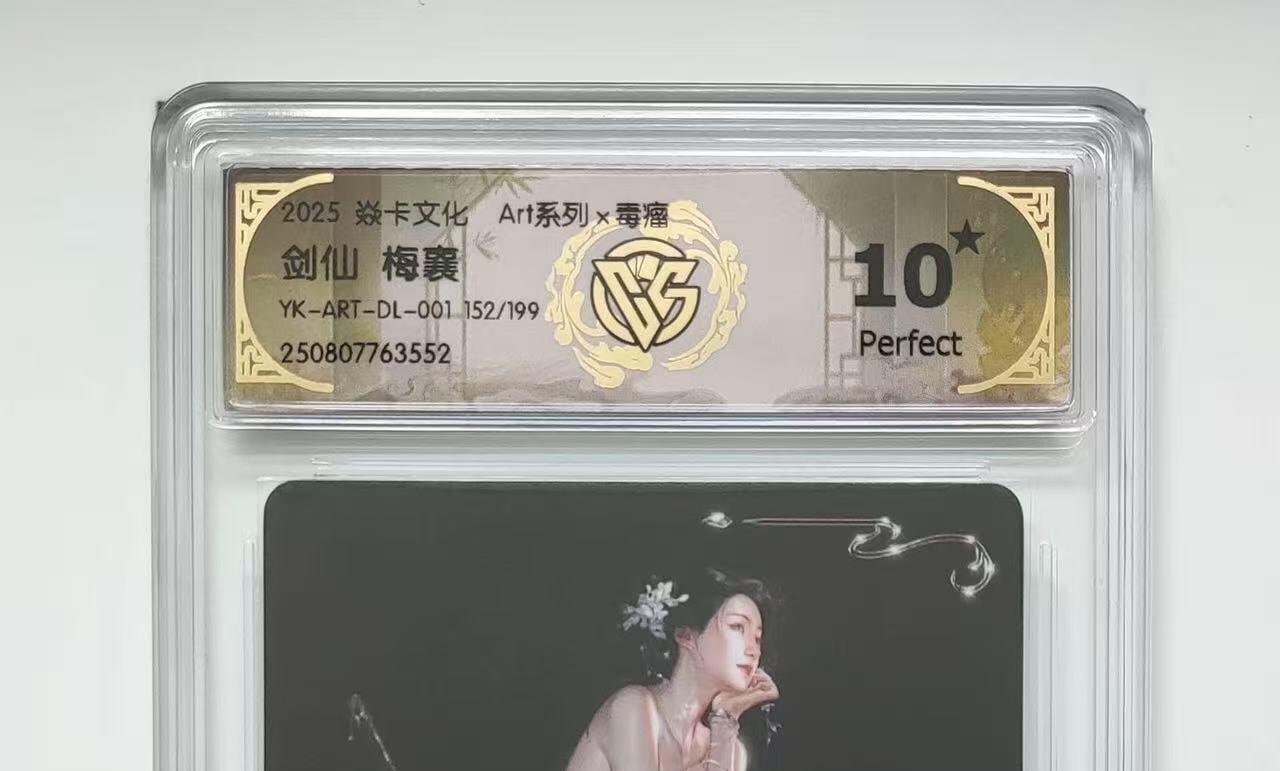 2025 焱卡文化 Art系列×毒瘤
剑仙 梅襄
YK-ART-DL-001 152/199
250807763552
10★
Perfect